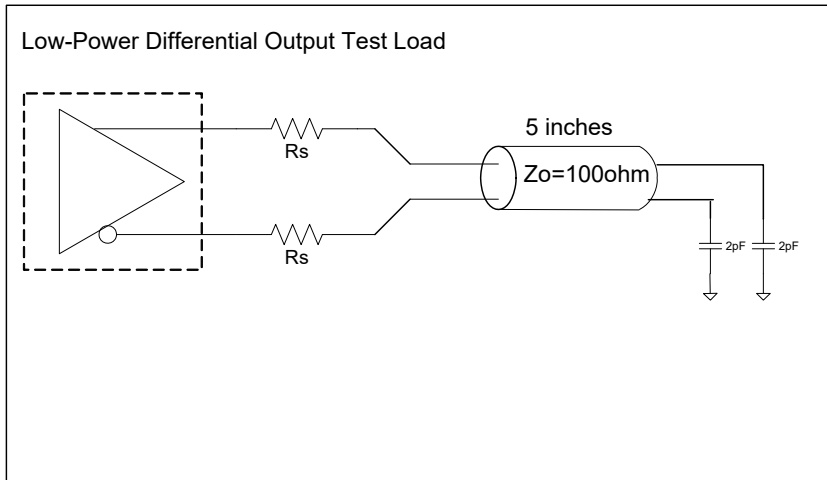 Low-Power Differential Output Test Load
Rs
5 inches
Zo=100ohm
Rs
2pF
2pF